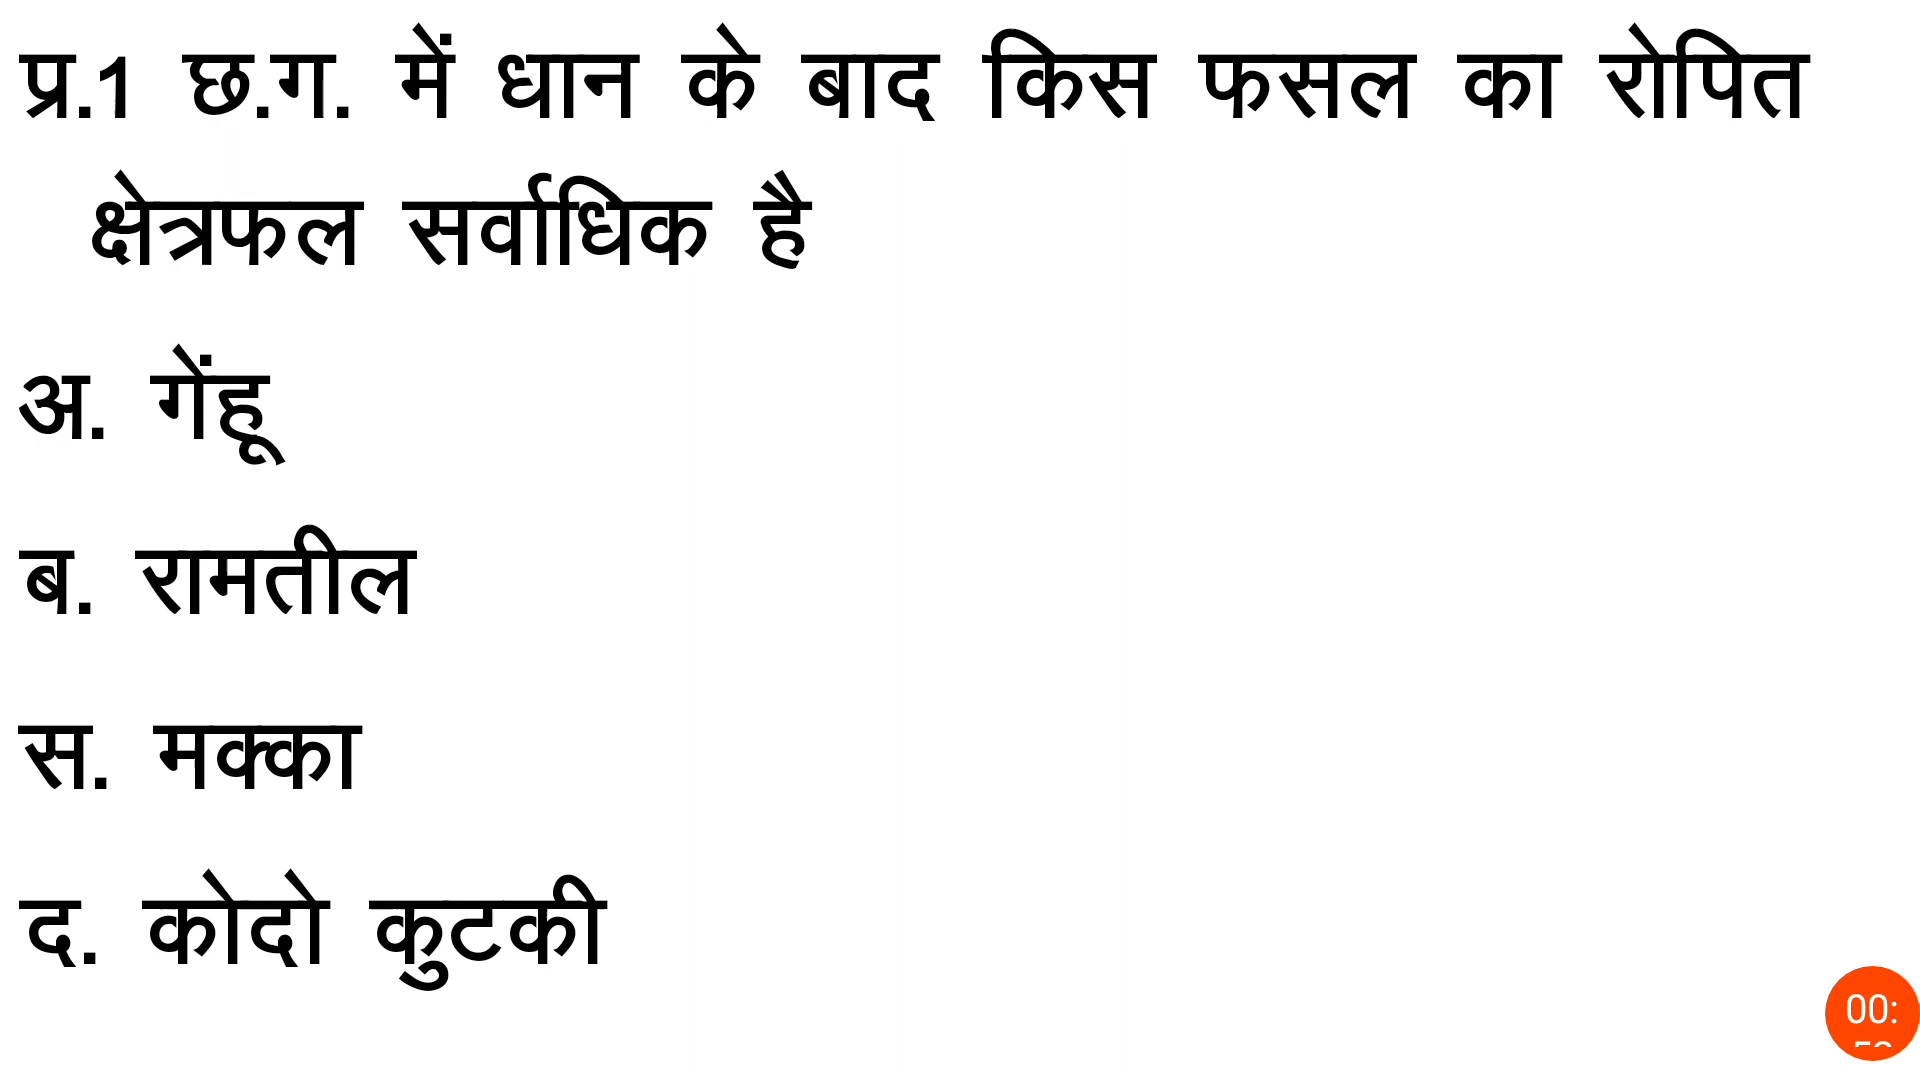 प्र.1 छ.ग. में धान के बाद किस फसल का रोपित
क्षेत्रफल सर्वाधिक है
अ. गेंहू
ब. रामतील
स. मक्का
द. कोदो कुटकी
00: